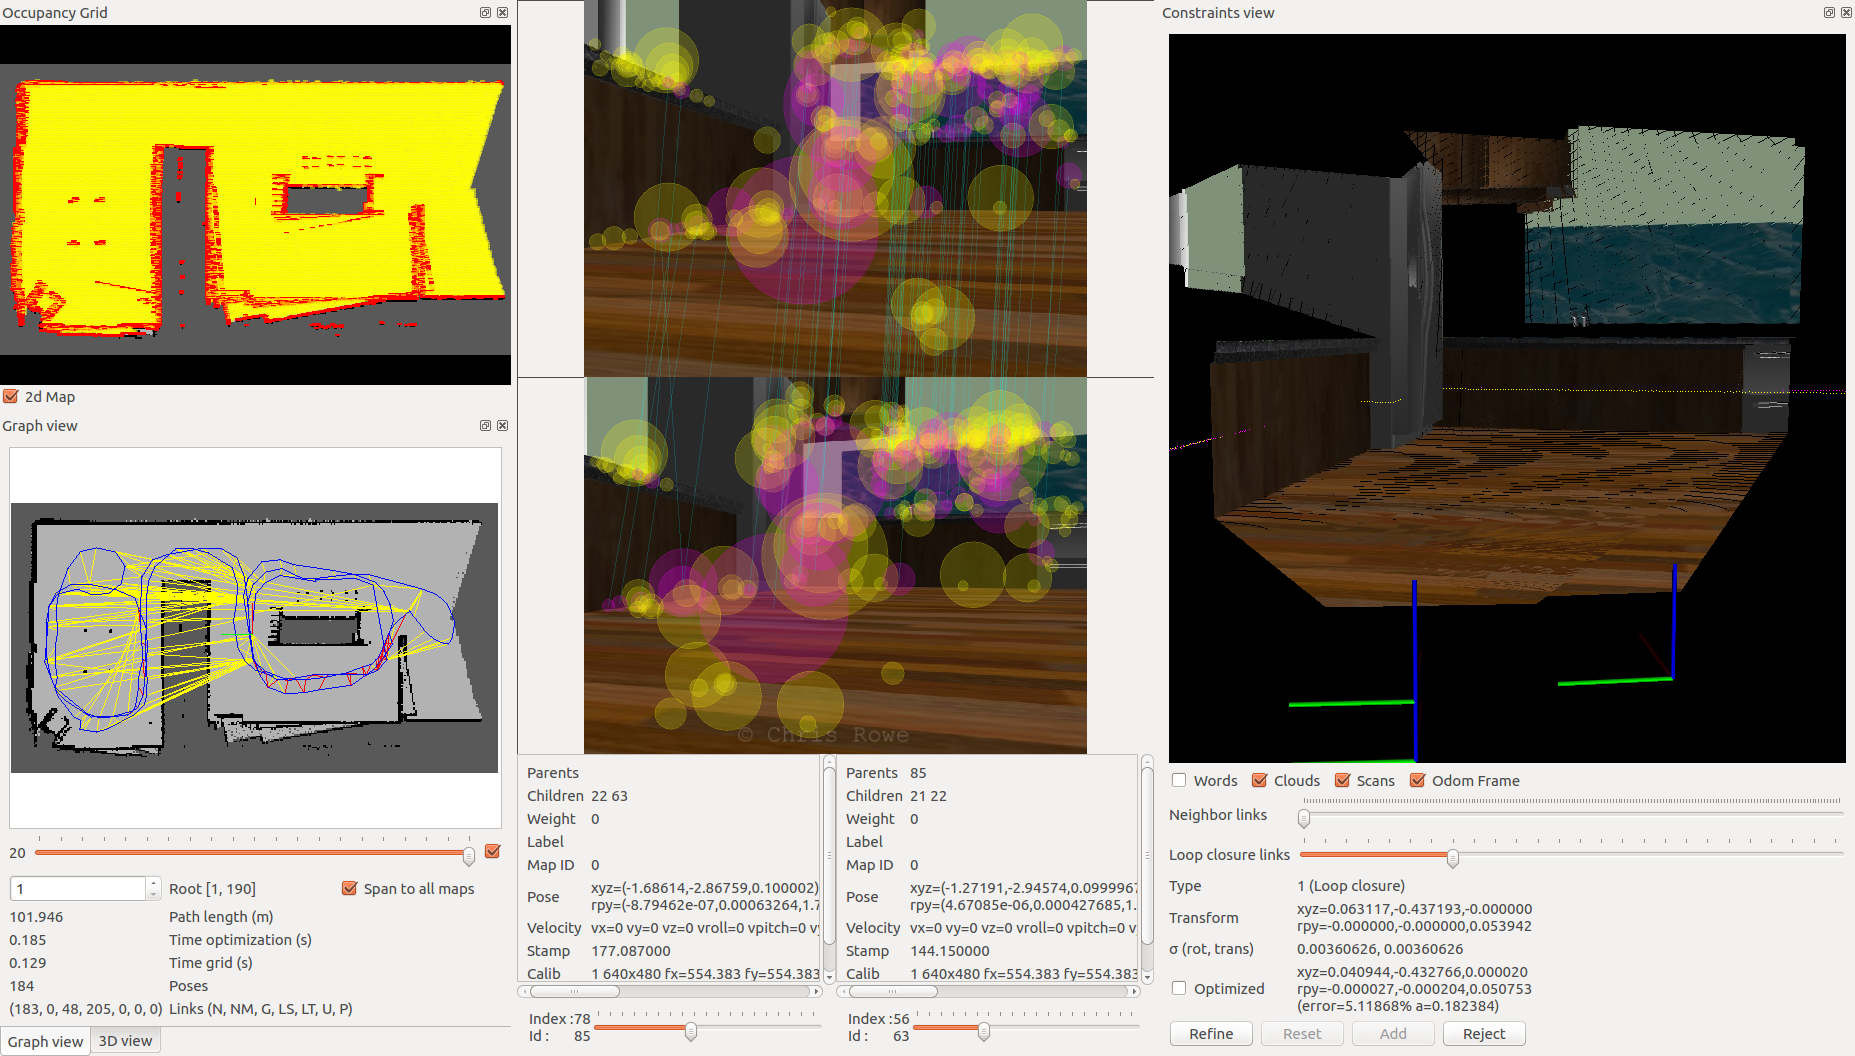 Occupancy Grid
2d Map
Graph view
20
1
Root [1, 190]
Span to all maps
101.946 Path length (m)
0.185 Time optimization (s)
0.129 Time grid (s)
184 Poses
(183, 0, 48, 205, 0, 0, 0) Links (N, NM, G, LS, LT, U, P)
Graph view
3D view
© Chris Rowe
Parents
Children 22 63
Weight 0
Label
Map ID 0
Pose xyz=(-1.68614,-2.86759,0.100002)
rpy=(-8.79462e-07,0.00063264,1.7
Velocity vx=0 vy=0 vz=0 vroll=0 vpitch=0 vy
Stamp 177.087000
Calib 1 640x480 fx=554.383 fy=554.383
Index :78
Id : 85
Parents 85
Children 21 22
Weight 0
Label
Map ID 0
Pose xyz=(-1.27191,-2.94574,0.0999967
rpy=(4.67085e-06,0.000427685,1.
Velocity vx=0 vy=0 vz=0 vroll=0 vpitch=0 v
Stamp 144.150000
Calib 1 640x480 fx=554.383 fy=554.383
Index :56
Id : 63
Constraints view
Words Clouds Scans Odom Frame
Neighbor links
Loop closure links
Type 1 (Loop closure)
Transform xyz=0.063117,-0.437193,-0.000000
rpy=-0.000000,-0.000000,0.053942
σ (rot, trans) 0.00360626, 0.00360626
Optimized xyz=0.040944,-0.432766,0.000020
rpy=-0.000027,-0.000204,0.050753
(error=5.11868% a=0.182384)
Refine Reset Add Reject